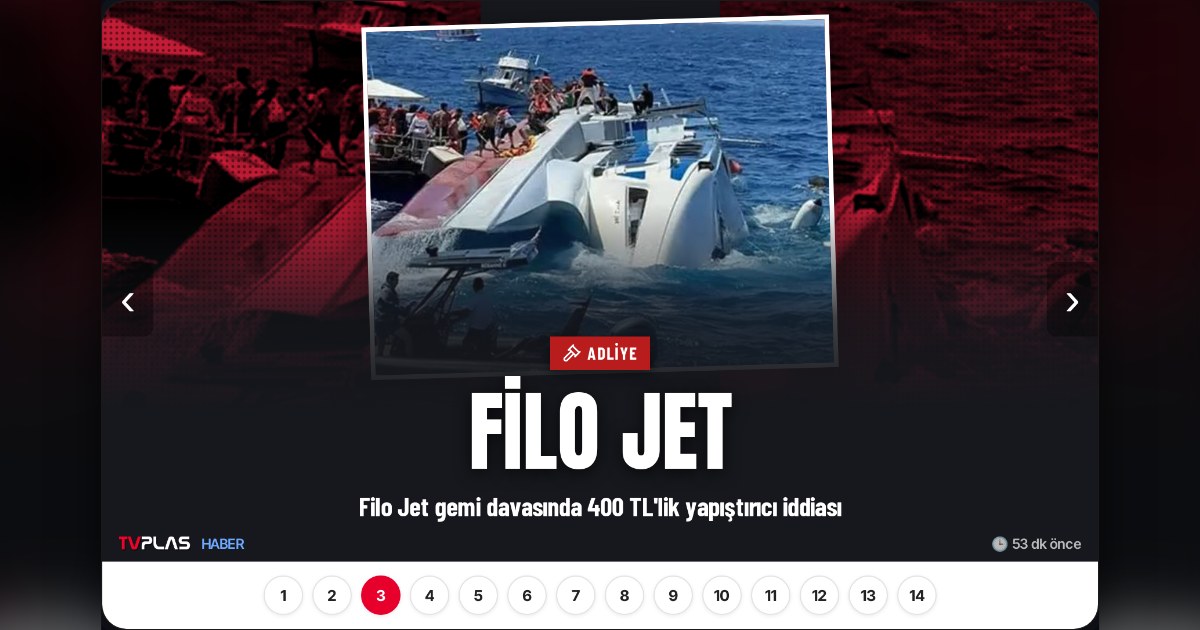 ADLİYE
FİLO JET
Filo Jet gemi davasında 400 TL'lik yapıştırıcı iddiası
TVPLAS HABER
53 dk önce
1 2 3 4 5 6 7 8 9 10 11 12 13 14